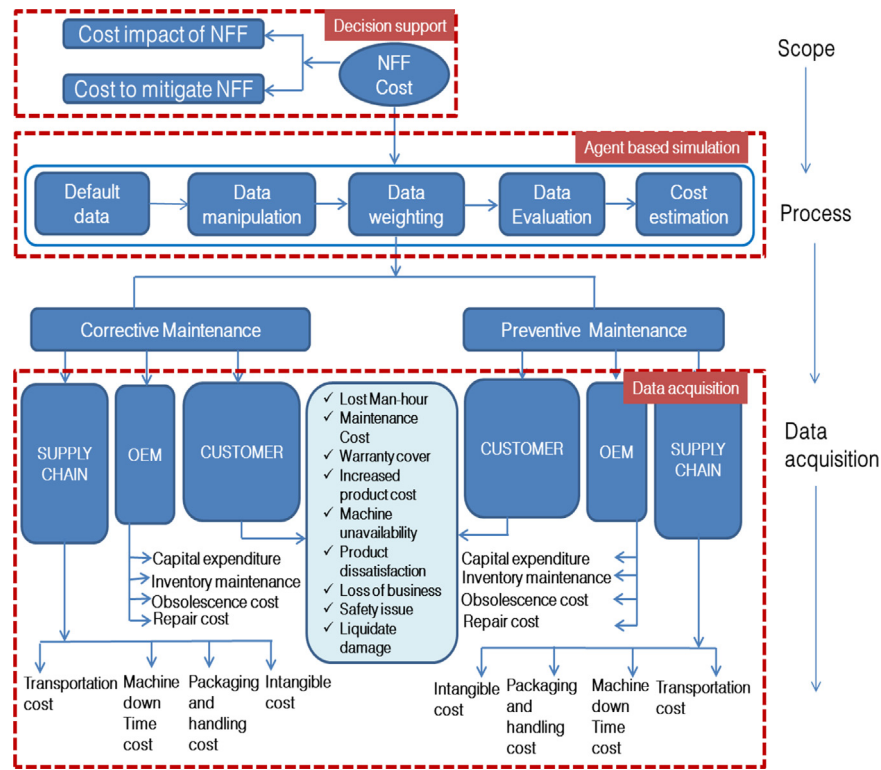 Decision support
Cost impact of NFF
NFF
Cost
Cost to mitigate NFF
Scope
Agent based simulation
Default
data
Data
manipulation
Data
weighting
Data
Evaluation
Cost
estimation
Process
Corrective Maintenance
Preventive Maintenance
Data acquisition
SUPPLY
CHAIN
OEM
CUSTOMER
✓ Lost Man-hour
✓ Maintenance
Cost
✓ Warranty cover
✓ Increased
product cost
✓ Machine
unavailability
✓ Product
dissatisfaction
✓ Loss of business
✓ Safety issue
✓ Liquidate
damage
CUSTOMER
OEM
SUPPLY
CHAIN
Data
acquisition
Capital expenditure
Inventory maintenance
Obsolescence cost
Repair cost
Capital expenditure
Inventory maintenance
Obsolescence cost
Repair cost
Transportation
cost
Machine
down
Time
cost
Packaging
and
handling
cost
Intangible
cost
Intangible
cost
Packaging
and
handling
cost
Machine
down
Time
cost
Transportation
cost